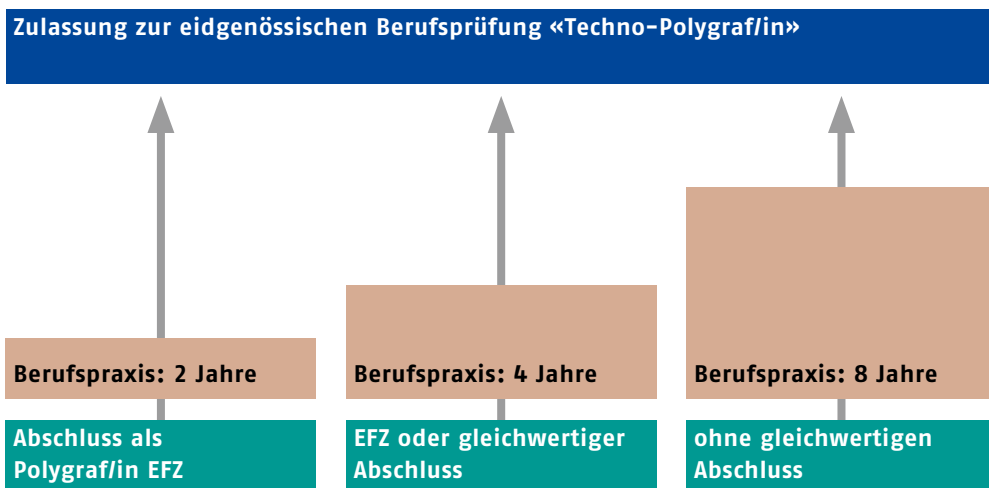 Zulassung zur eidgenössischen Berufsprüfung «Techno-Polygraf/in»
Berufspraxis: 2 Jahre
Abschluss als
Polygraf/in EFZ
Berufspraxis: 4 Jahre
EFZ oder gleichwertiger
Abschluss
Berufspraxis: 8 Jahre
ohne gleichwertigen
Abschluss